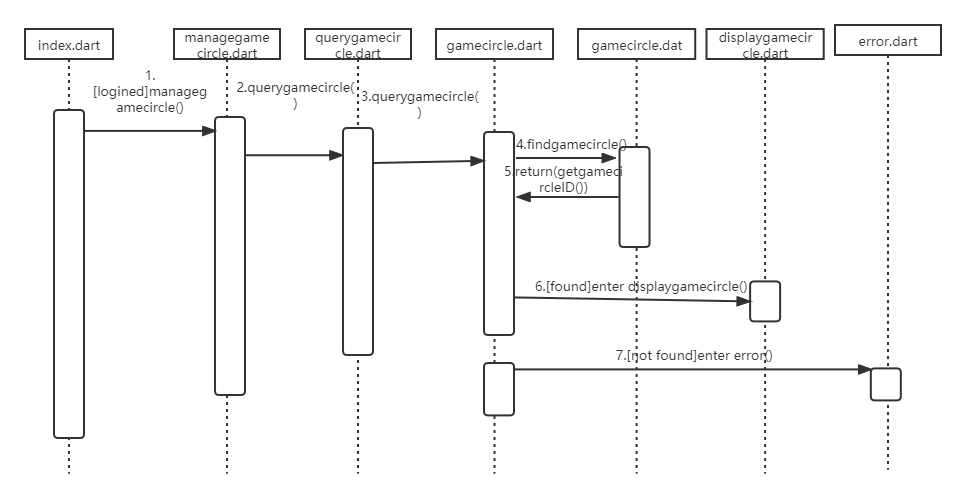 index.dart
managegame
circle.dart
querygamecir
cle.dart
gamecircle.dart
gamecircle.dat
displaygamecir
cle.dart
error.dart
1.
[logined]manageg
amecircle()
2.querygamecircle(
)
3.querygamecircle(
)
4.findgamecircle()
5.return(getgameci
rcleID())
6.[found]enter displaygamecircle()
7.[not found]enter error()